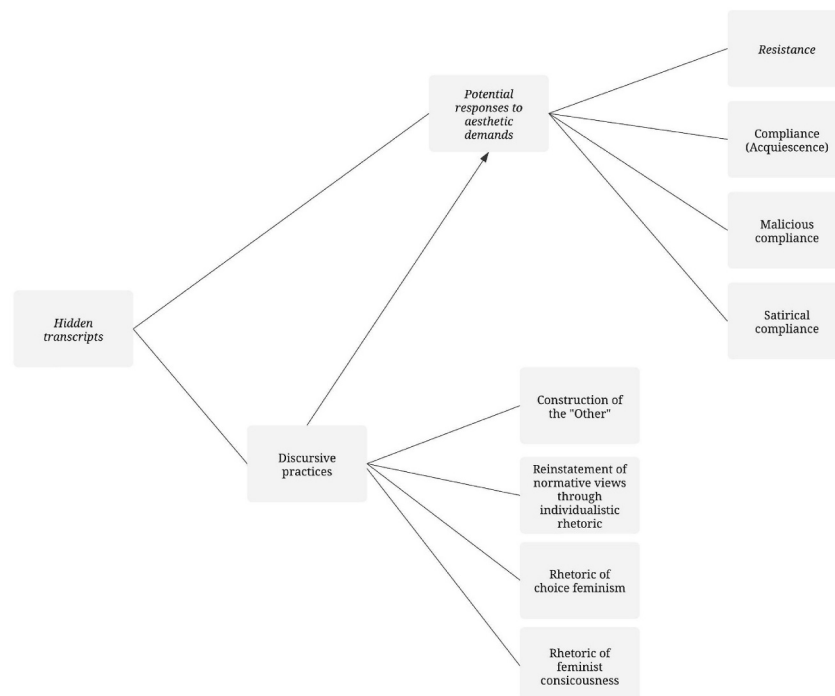 Resistance
Potential
responses to
aesthetic
demands
Compliance
(Acquiescence)
Malicious
compliance
Satirical
compliance
Hidden
transcripts
Construction of
the "Other"
Discursive
practices
Reinstatement of
normative views
through
individualistic
rhetoric
Rhetoric of
choice feminism
Rhetoric of
feminist
consicousness